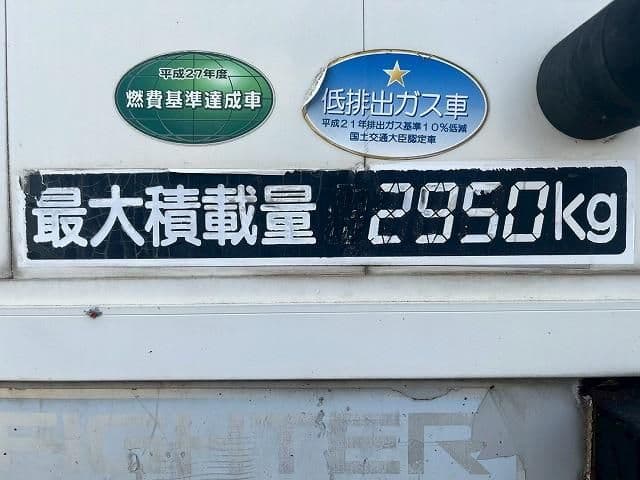 平成27年度
燃費基準達成車
低排出ガス車
平成21年排出ガス基準10%低減
国土交通大臣認定車
最大積載量 2950kg
FIGHTER